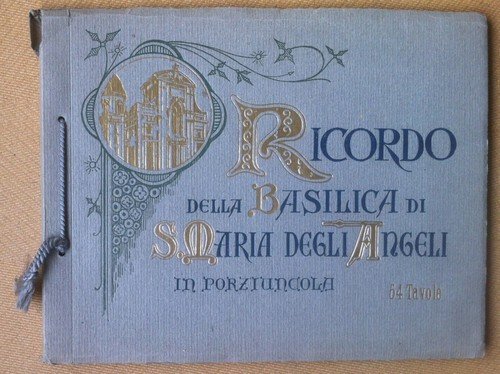 RICORDO
DELLA BASILICA DI
S. MARIA DEGLI ANGELI
IN PORZIUNCOLA
54 Tavole